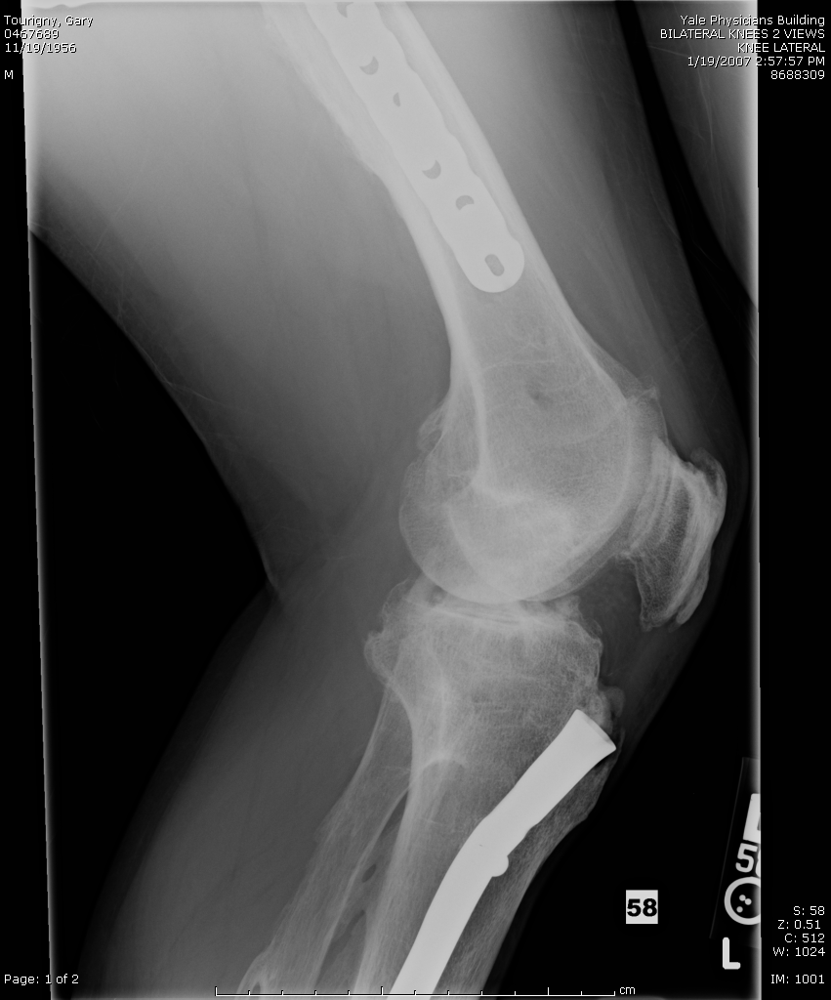 Tourigny, Gary
0467689
11/19/1956
M
Yale Physicians Building
BILATERAL KNEES 2 VIEWS
KNEE LATERAL
1/19/2007 2:57:57 PM
8688309
58
L
S: 58
Z: 0.51
C: 512
W: 1024
IM: 1001
Page: 1 of 2
cm